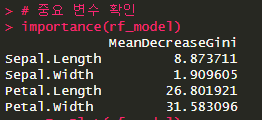 > # 중요 변수 확인
> importance(rf_model)
             MeanDecreaseGini
Sepal.Length         8.873711
Sepal.Width          1.909605
Petal.Length        26.801921
Petal.Width         31.583096